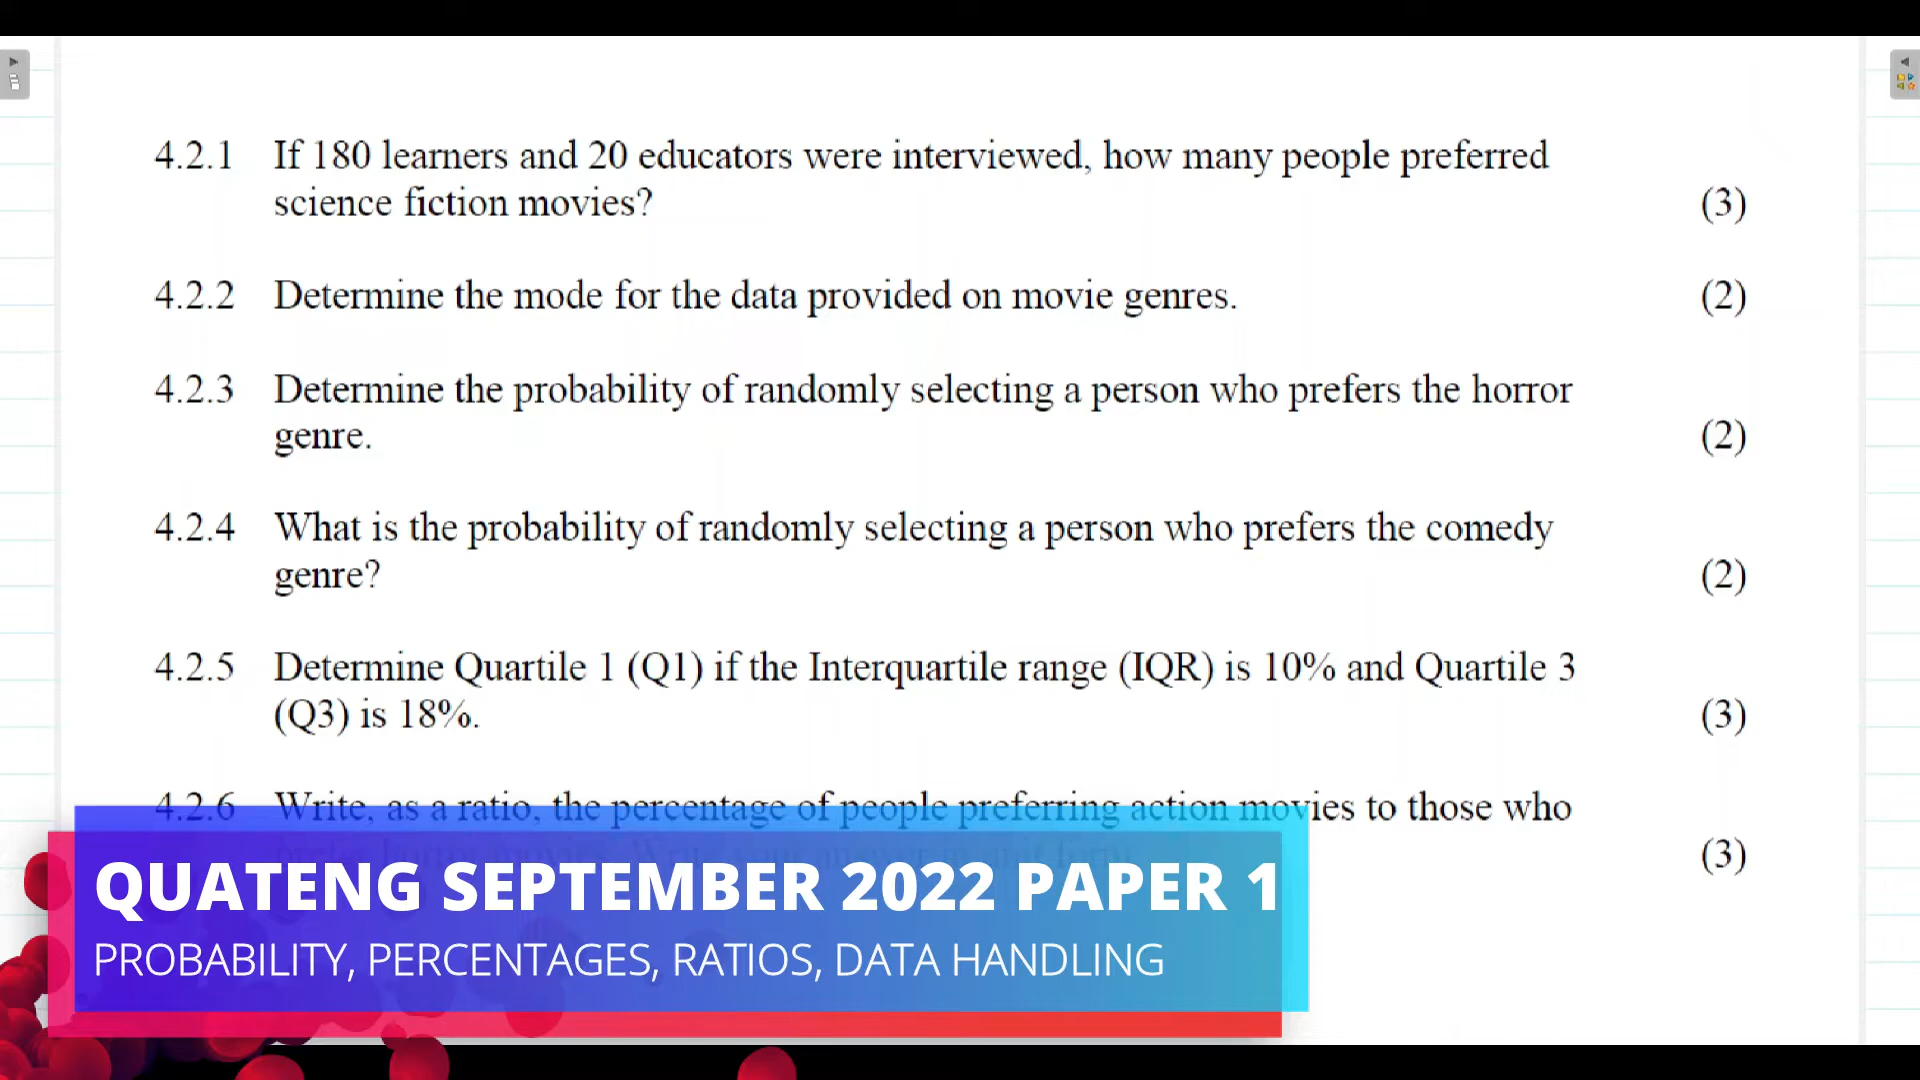 4.2.1 If 180 learners and 20 educators were interviewed, how many people preferred
science fiction movies? (3)
4.2.2 Determine the mode for the data provided on movie genres. (2)
4.2.3 Determine the probability of randomly selecting a person who prefers the horror
genre. (2)
4.2.4 What is the probability of randomly selecting a person who prefers the comedy
genre? (2)
4.2.5 Determine Quartile 1 (Q1) if the Interquartile range (IQR) is 10% and Quartile 3
(Q3) is 18%. (3)
4.2.6 Write, as a ratio, the percentage of people preferring action movies to those who
(3)
QUATENG SEPTEMBER 2022 PAPER 1
PROBABILITY, PERCENTAGES, RATIOS, DATA HANDLING